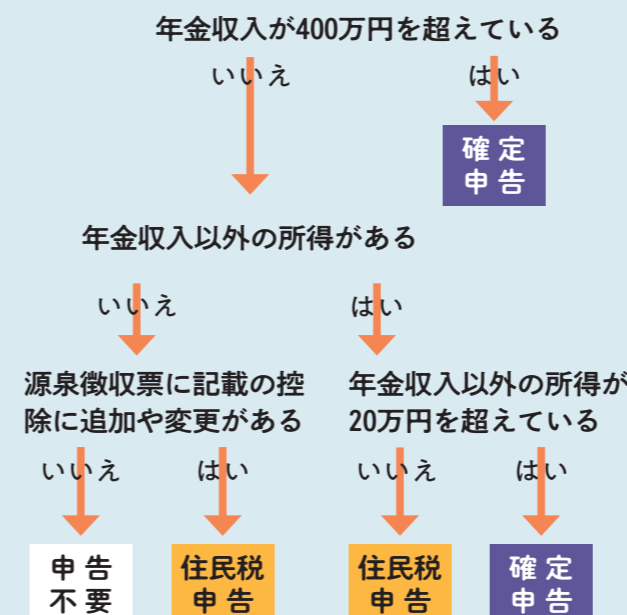 年金収入が400万円を超えている
いいえ
はい
確定
申告
年金収入以外の所得がある
いいえ
はい
源泉徴収票に記載の控
除に追加や変更がある
年金収入以外の所得が
20万円を超えている
いいえ
はい
いいえ
はい
申告
不要
住民税
申告
住民税
申告
確定
申告